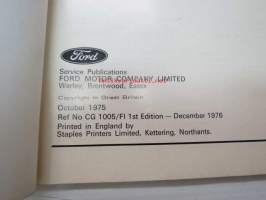 Ford
Service Publications
FORD MOTOR COMPANY LIMITED
Warley, Brentwood, Essex
Copyright in Great Britain
October 1975
Ref No CG 1005/FI 1st Edition — December 1976
Printed in England by
Staples Printers Limited, Kettering, Northants.